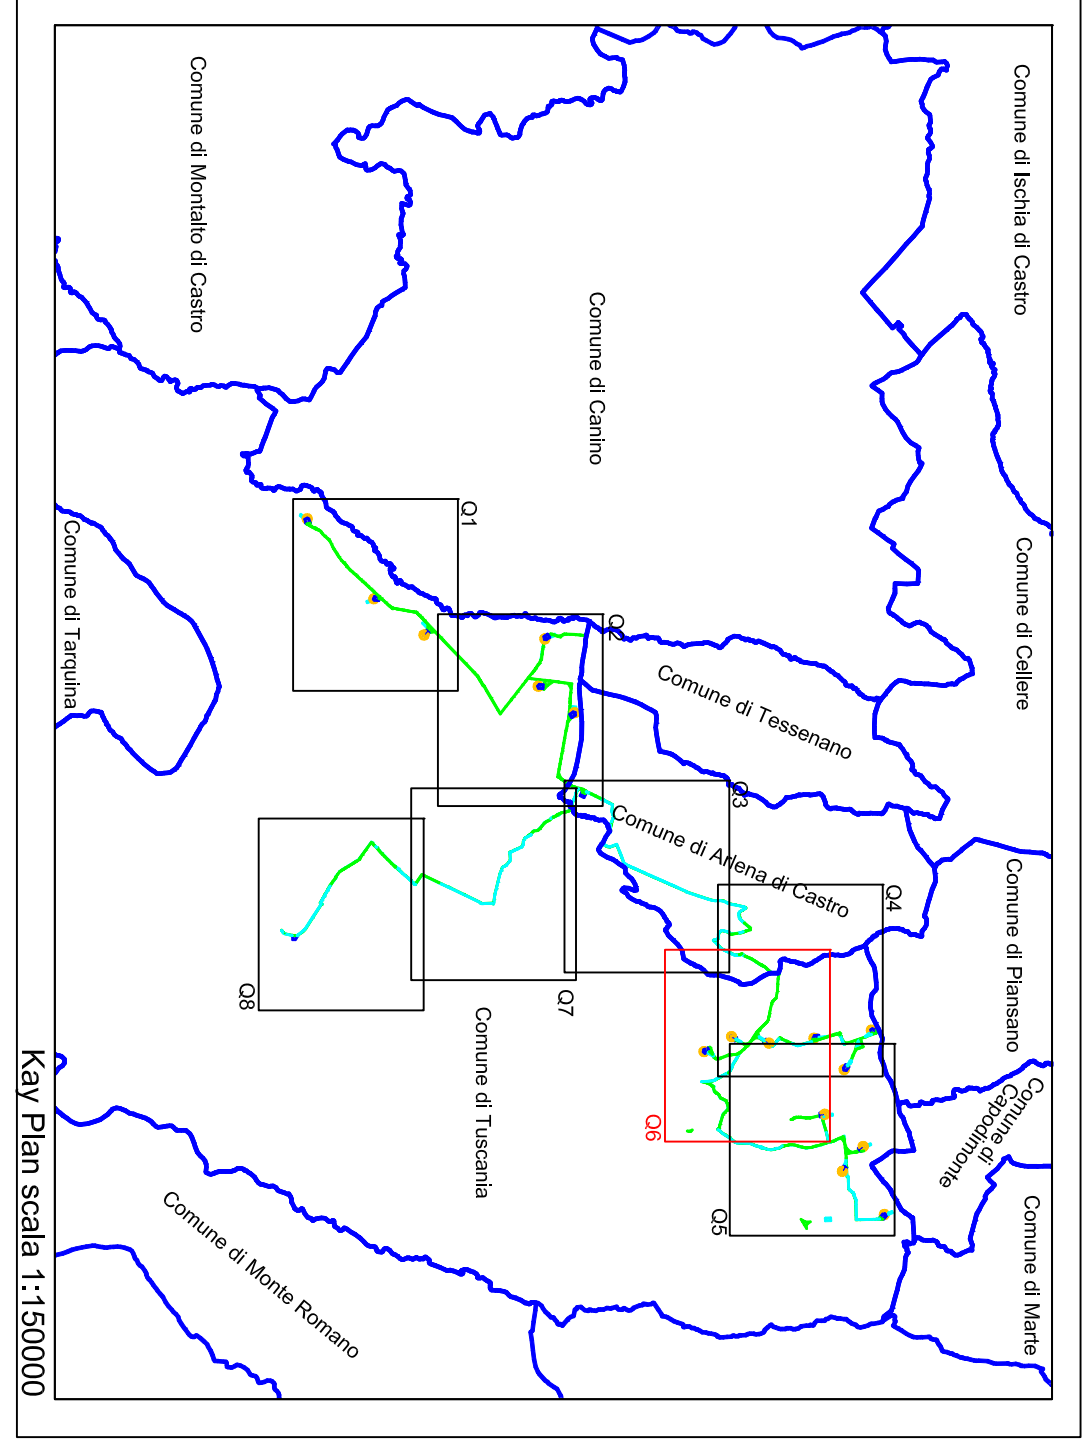 Comune di Ischia di Castro
Comune di Cellere
Comune di Piansano
Comune di
Capodimonte
Comune di Marte
Comune di Montalto di Castro
Comune di Canino
Comune di Tessenano
Comune di Arlena di Castro
Comune di Tarquina
Comune di Tuscania
Comune di Monte Romano
Q1
Q2
Q3
Q4
Q5
Q6
Q7
Q8
Kay Plan scala 1:150000